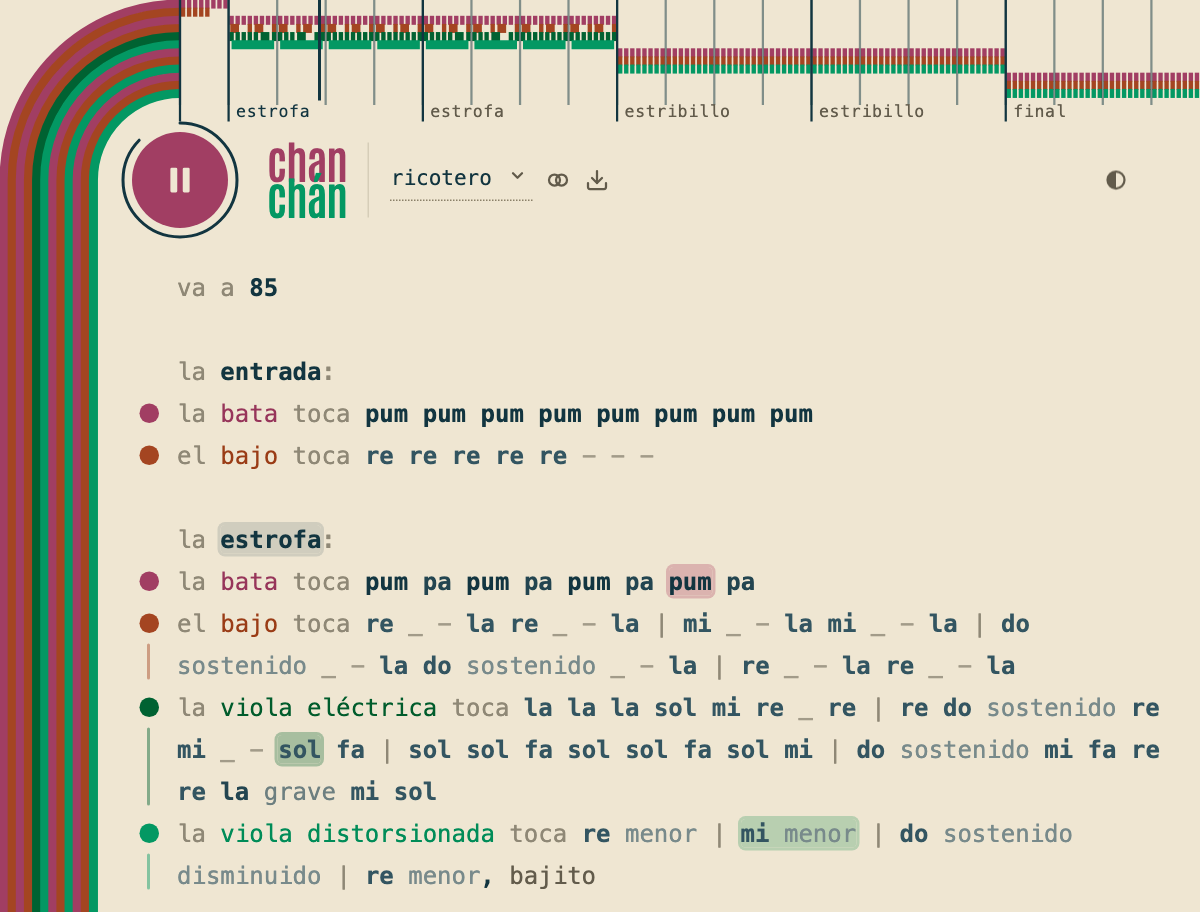 estrofa estrofa estribillo estribillo final
chan
chán
ricotero
va a 85
la entrada:
la bata toca pum pum pum pum pum pum pum pum
el bajo toca re re re re re - - -
la estrofa:
la bata toca pum pa pum pa pum pa pum pa
el bajo toca re _ - la re _ - la | mi _ - la mi _ - la | do
sostenido _ - la do sostenido _ - la | re _ - la re _ - la
la viola eléctrica toca la la la sol mi re _ re | re do sostenido re
mi _ - sol fa | sol sol fa sol sol fa sol mi | do sostenido mi fa re
re la grave mi sol
la viola distorsionada toca re menor | mi menor | do sostenido
disminuido | re menor, bajito